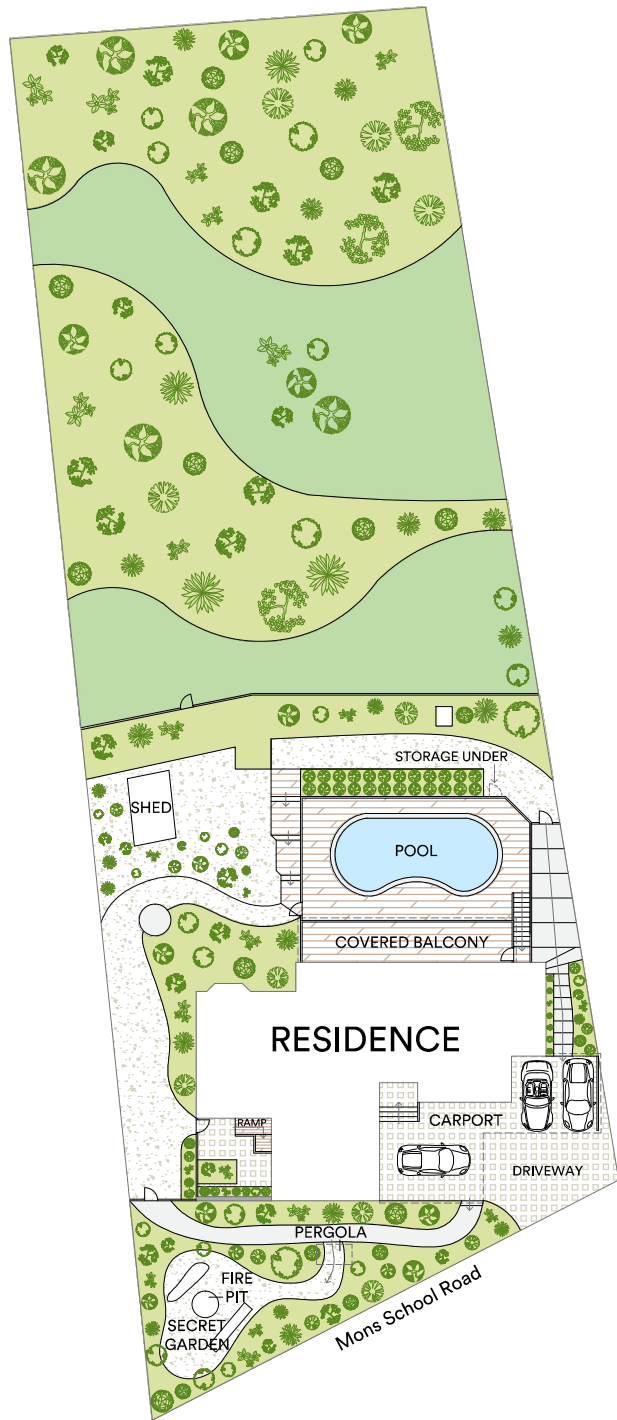 STORAGE UNDER
SHED
POOL
COVERED BALCONY
RESIDENCE
RAMP
CARPORT
DRIVEWAY
PERGOLA
FIRE
PIT
SECRET
GARDEN
Mons School Road